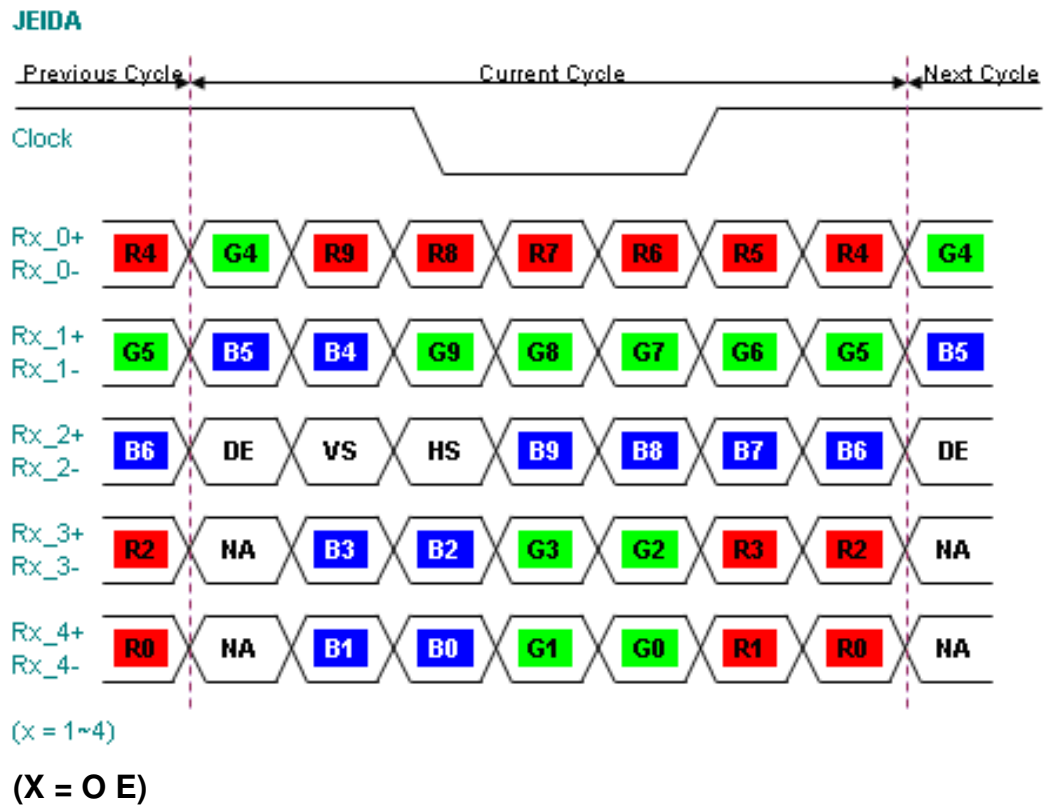 JEIDA
Previous Cycle Current Cycle Next Cycle
Clock
Rx_0+
Rx_0-
R4 G4 R9 R8 R7 R6 R5 R4 G4
Rx_1+
Rx_1-
G5 B5 B4 G9 G8 G7 G6 G5 B5
Rx_2+
Rx_2-
B6 DE VS HS B9 B8 B7 B6 DE
Rx_3+
Rx_3-
R2 NA B3 B2 G3 G2 R3 R2 NA
Rx_4+
Rx_4-
R0 NA B1 B0 G1 G0 R1 R0 NA
(x = 1~4)
(X = O E)